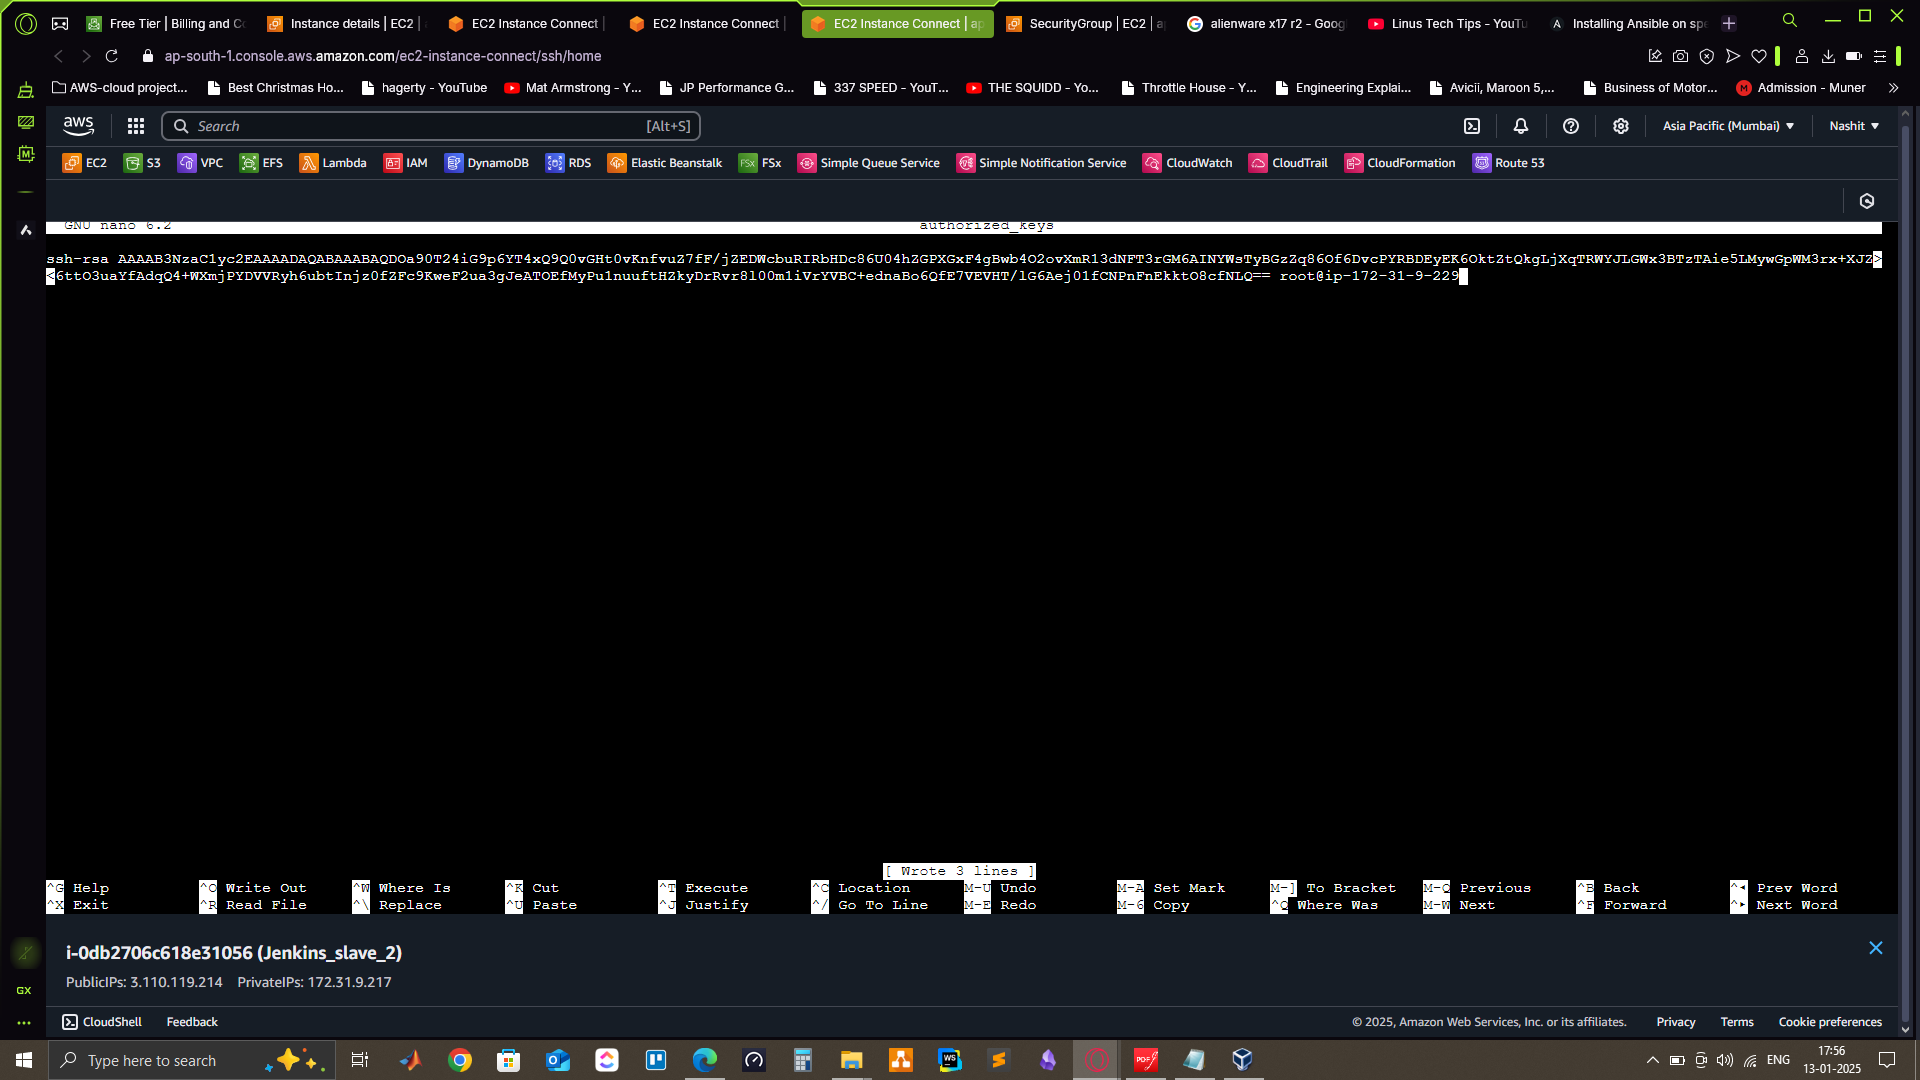 Free Tier | Billing and Co
Instance details | EC2 |
EC2 Instance Connect |
EC2 Instance Connect |
EC2 Instance Connect | ap
SecurityGroup | EC2 | a
alienware x17 r2 - Goog
Linus Tech Tips - YouTu
Installing Ansible on spe
ap-south-1.console.aws.amazon.com/ec2-instance-connect/ssh/home
AWS-cloud project...
Best Christmas Ho...
hagerty - YouTube
Mat Armstrong - Y...
JP Performance G...
337 SPEED - YouT...
THE SQUIDD - Yo...
Throttle House - Y...
Engineering Explai...
Avicii, Maroon 5,...
Business of Motor...
Admission - Muner
aws
Search
[Alt+S]
Asia Pacific (Mumbai)
Nashit
EC2
S3
VPC
EFS
Lambda
IAM
DynamoDB
RDS
Elastic Beanstalk
FSx
Simple Queue Service
Simple Notification Service
CloudWatch
CloudTrail
CloudFormation
Route 53
GNU nano 6.2 authorized_keys
ssh-rsa
root@ip-172-31-9-229
[ Wrote 3 lines ]
^G Help ^O Write Out ^W Where Is ^K Cut ^T Execute ^C Location M-U Undo M-A Set Mark M-] To Bracket M-Q Previous ^B Back ^◂ Prev Word
^X Exit ^R Read File ^\ Replace ^U Paste ^J Justify ^/ Go To Line M-E Redo M-6 Copy ^Q Where Was M-W Next ^F Forward ^▸ Next Word
i-0db2706c618e31056 (Jenkins_slave_2)
PublicIPs: 3.110.119.214 PrivateIPs: 172.31.9.217
CloudShell
Feedback
© 2025, Amazon Web Services, Inc. or its affiliates.
Privacy
Terms
Cookie preferences
GX
Type here to search
ENG
17:56
13-01-2025